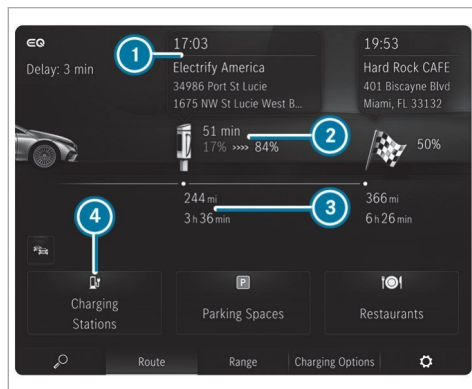 EQ
Delay: 3 min
17:03
Electrify America
34986 Port St Lucie
1675 NW St Lucie West B...
19:53
Hard Rock CAFE
401 Biscayne Blvd
Miami, FL 33132
1
51 min
17% >>>> 84%
2
50%
244 mi
3 h 36 min
3
366 mi
6 h 26 min
4
Charging
Stations
P
Parking Spaces
Restaurants
Route
Range
Charging Options